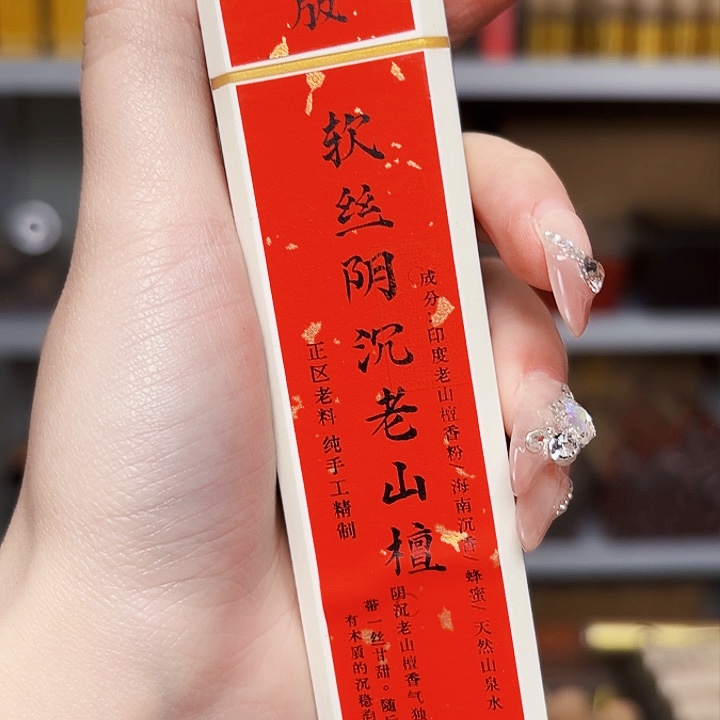 版
软丝阴沉老山檀
成分：印度老山檀香粉/海南沉香/蜂蜜/天然山泉水
正区老料 纯手工精制
阴沉老山檀香气独
带一丝甘甜。随
有木质的沉稳